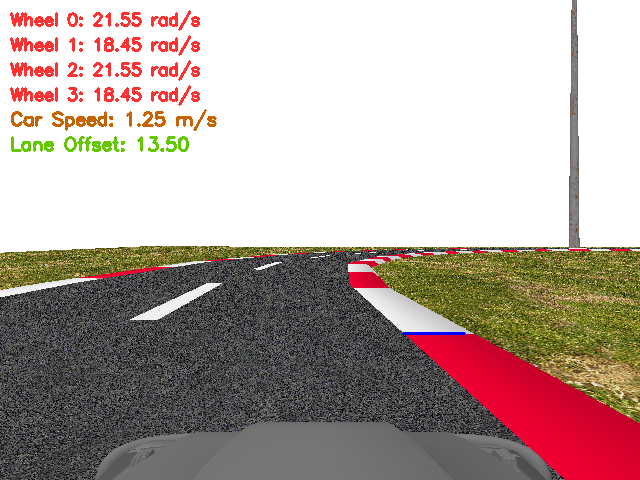 Wheel 0: 21.55 rad/s
Wheel 1: 18.45 rad/s
Wheel 2: 21.55 rad/s
Wheel 3: 18.45 rad/s
Car Speed: 1.25 m/s
Lane Offset: 13.50